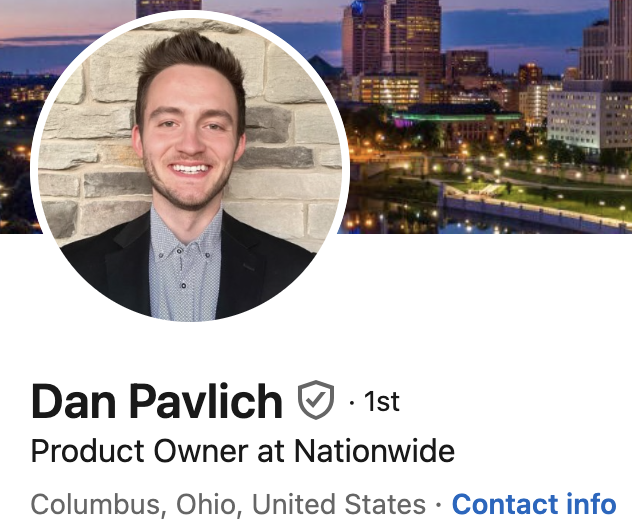 Dan Pavlich · 1st
Product Owner at Nationwide
Columbus, Ohio, United States · Contact info